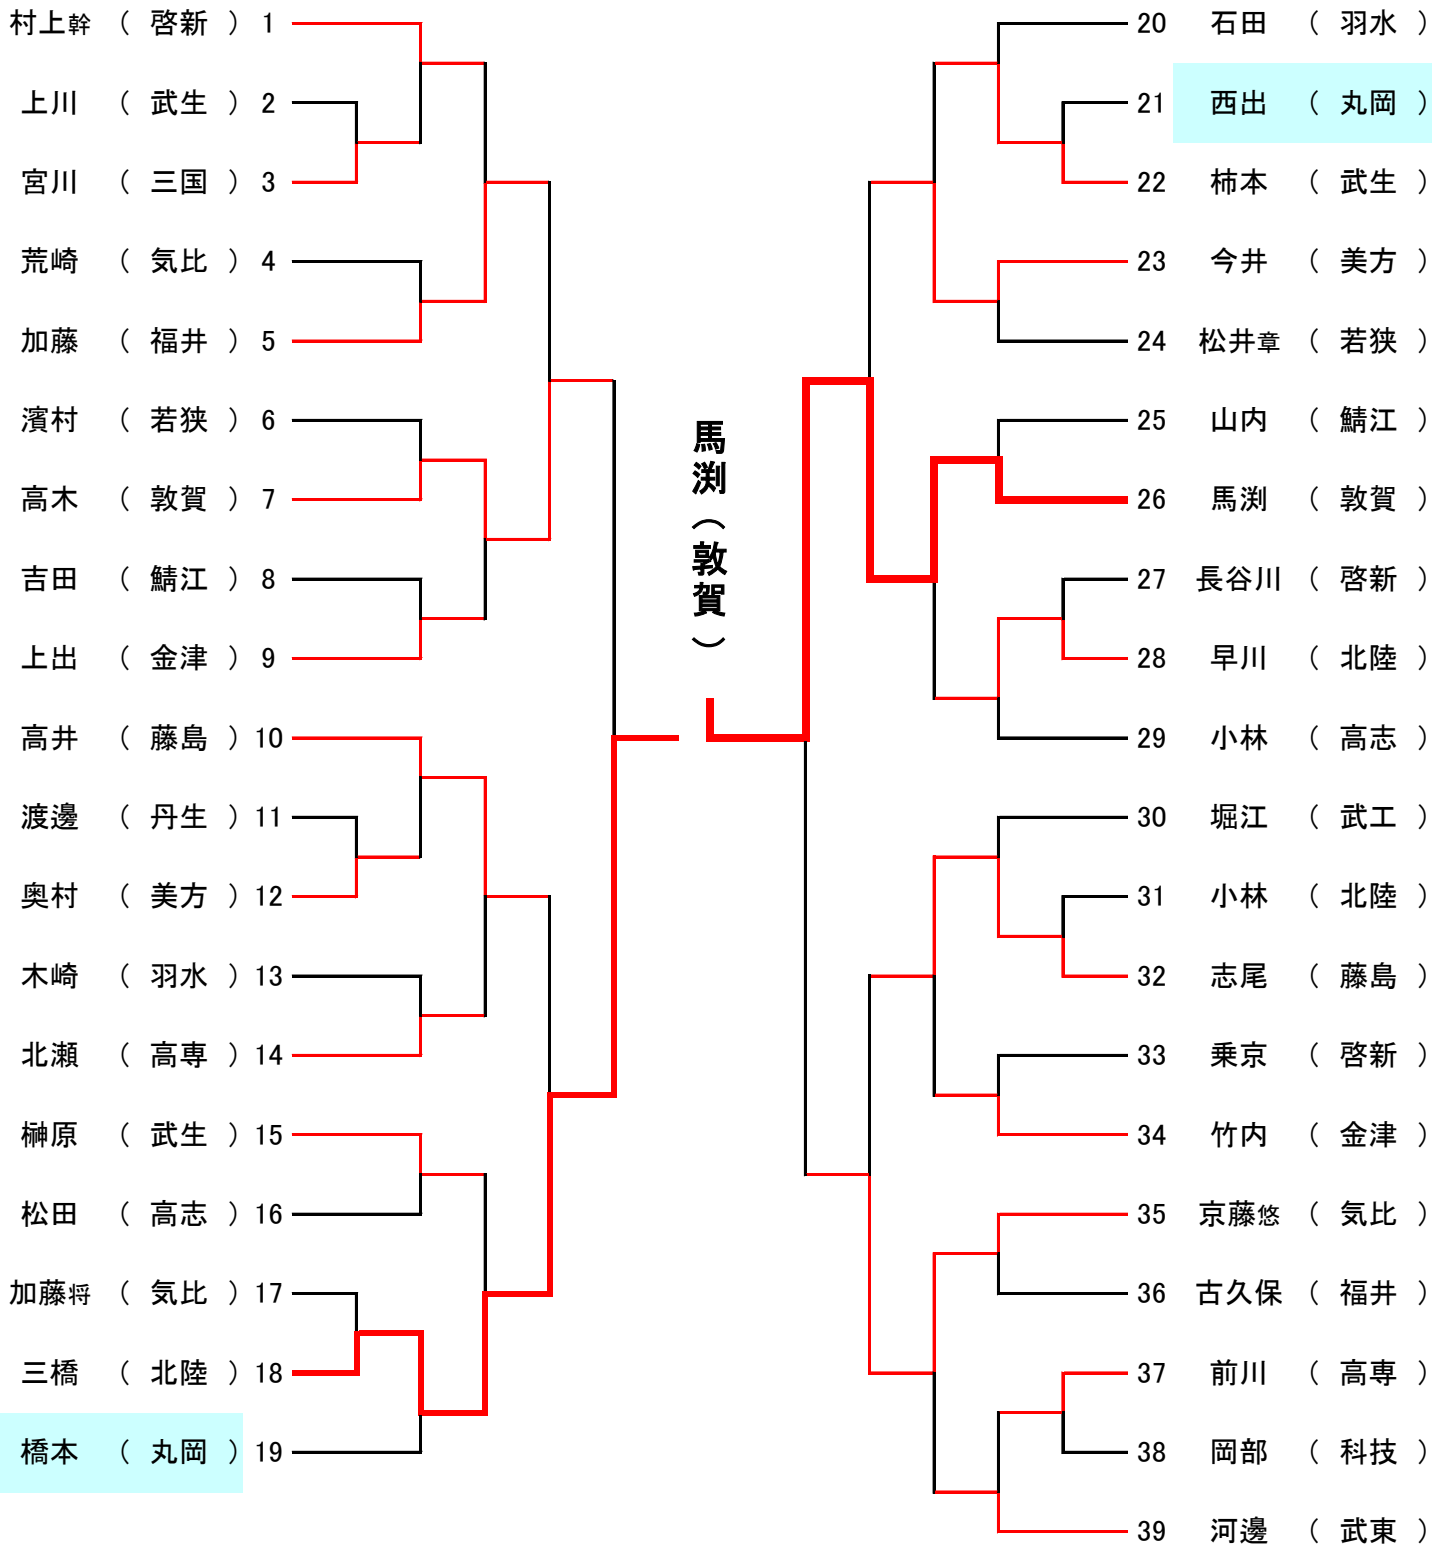 村上幹 （ 啓新 ） 1
上川 （ 武生 ） 2
宮川 （ 三国 ） 3
荒崎 （ 気比 ） 4
加藤 （ 福井 ） 5
濱村 （ 若狭 ） 6
高木 （ 敦賀 ） 7
吉田 （ 鯖江 ） 8
上出 （ 金津 ） 9
高井 （ 藤島 ） 10
渡邊 （ 丹生 ） 11
奥村 （ 美方 ） 12
木崎 （ 羽水 ） 13
北瀬 （ 高専 ） 14
榊原 （ 武生 ） 15
松田 （ 高志 ） 16
加藤将 （ 気比 ） 17
三橋 （ 北陸 ） 18
橋本 （ 丸岡 ） 19
馬渕（敦賀）
20 石田 （ 羽水 ）
21 西出 （ 丸岡 ）
22 柿本 （ 武生 ）
23 今井 （ 美方 ）
24 松井章 （ 若狭 ）
25 山内 （ 鯖江 ）
26 馬渕 （ 敦賀 ）
27 長谷川 （ 啓新 ）
28 早川 （ 北陸 ）
29 小林 （ 高志 ）
30 堀江 （ 武工 ）
31 小林 （ 北陸 ）
32 志尾 （ 藤島 ）
33 乗京 （ 啓新 ）
34 竹内 （ 金津 ）
35 京藤悠 （ 気比 ）
36 古久保 （ 福井 ）
37 前川 （ 高専 ）
38 岡部 （ 科技 ）
39 河邊 （ 武東 ）